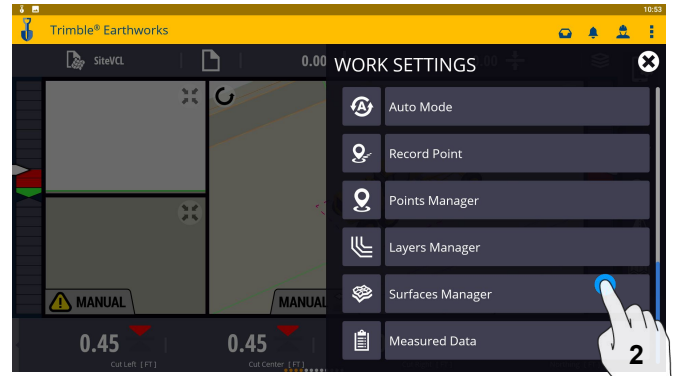 10:53
Trimble® Earthworks
SiteVCL
0.00
WORK SETTINGS
.00
Auto Mode
Record Point
Points Manager
Layers Manager
Surfaces Manager
Measured Data
MANUAL
MANUAL
0.45
0.45
Cut Left [FT]
Cut Center [FT]
2